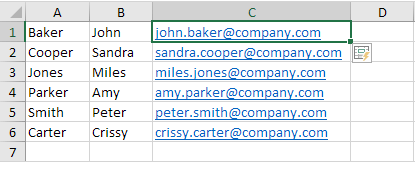 A B C D
1 Baker John john.baker@company.com
2 Cooper Sandra sandra.cooper@company.com
3 Jones Miles miles.jones@company.com
4 Parker Amy amy.parker@company.com
5 Smith Peter peter.smith@company.com
6 Carter Crissy crissy.carter@company.com
7